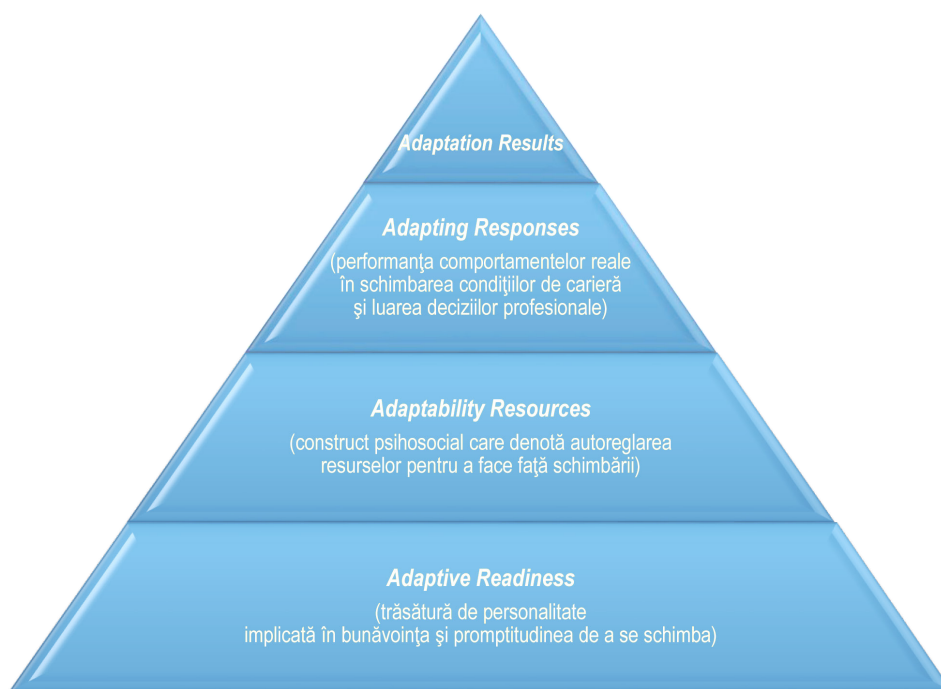 Adaptation Results
Adapting Responses
(performanţa comportamentelor reale
în schimbarea condiţiilor de carieră
şi luarea deciziilor profesionale)
Adaptability Resources
(construct psihosocial care denotă autoreglarea
resurselor pentru a face faţă schimbării)
Adaptive Readiness
(trăsătură de personalitate
implicată în bunăvoinţa şi promptitudinea de a se schimba)